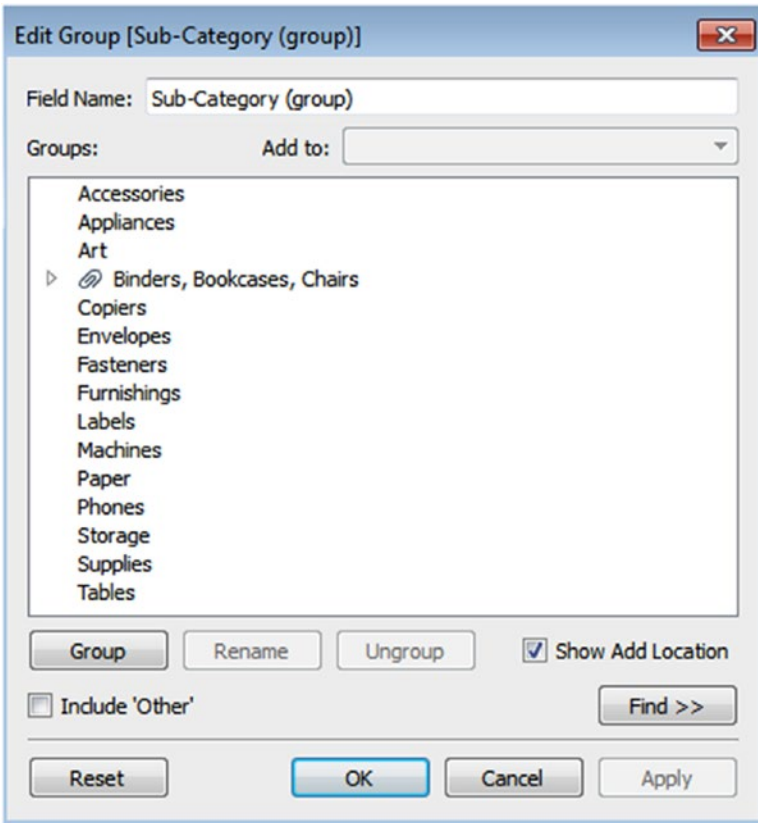 Edit Group [Sub-Category (group)]
Field Name: Sub-Category (group)
Groups: Add to:
Accessories
Appliances
Art
Binders, Bookcases, Chairs
Copiers
Envelopes
Fasteners
Furnishings
Labels
Machines
Paper
Phones
Storage
Supplies
Tables
Group Rename Ungroup Show Add Location
Include 'Other' Find >>
Reset OK Cancel Apply